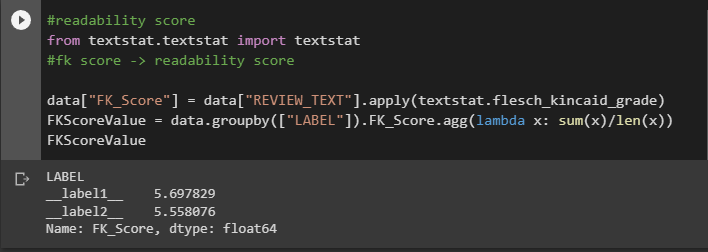 #readability score
from textstat.textstat import textstat
#fk score -> readability score
data["FK_Score"] = data["REVIEW_TEXT"].apply(textstat.flesch_kincaid_grade)
FKScoreValue = data.groupby(["LABEL"]).FK_Score.agg(lambda x: sum(x)/len(x))
FKScoreValue
LABEL
__label1__    5.697829
__label2__    5.558076
Name: FK_Score, dtype: float64